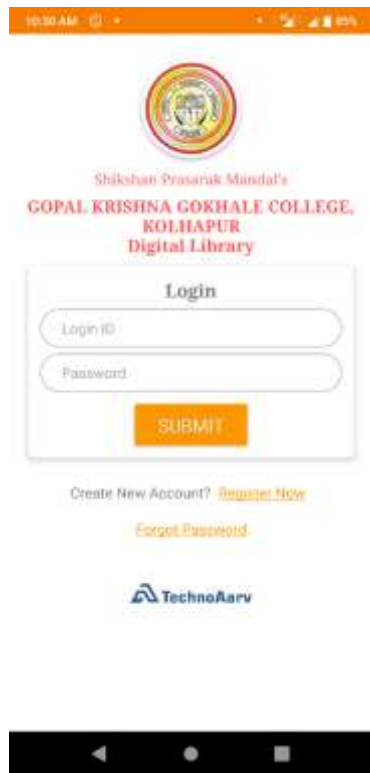 10:30 AM
85%
Shikshan Prasarak Mandal's
GOPAL KRISHNA GOKHALE COLLEGE,
KOLHAPUR
Digital Library
Login
Login ID
Password
SUBMIT
Create New Account? Register Now
Forgot Password
TechnoAarv